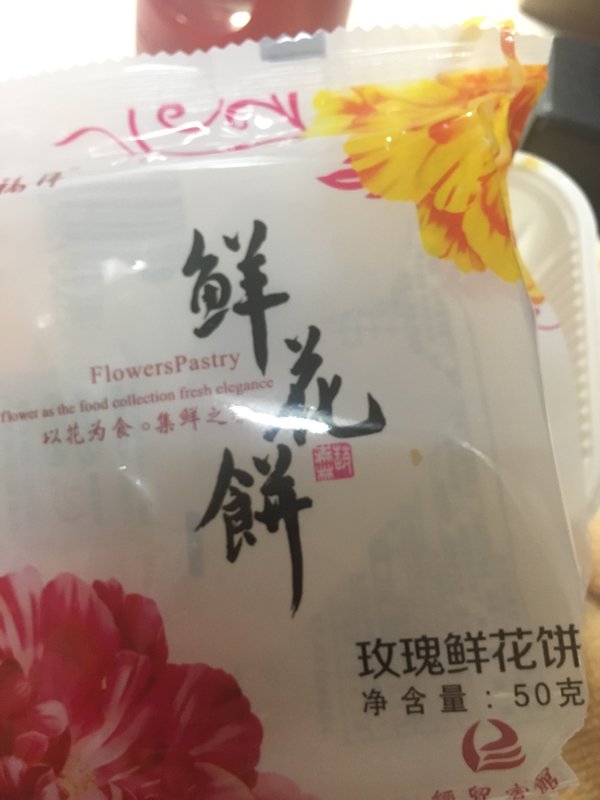 鲜花餅
FlowersPastry
flower as the food collection fresh elegance
以花为食。集鲜之
玫瑰鲜花饼
净含量：50克